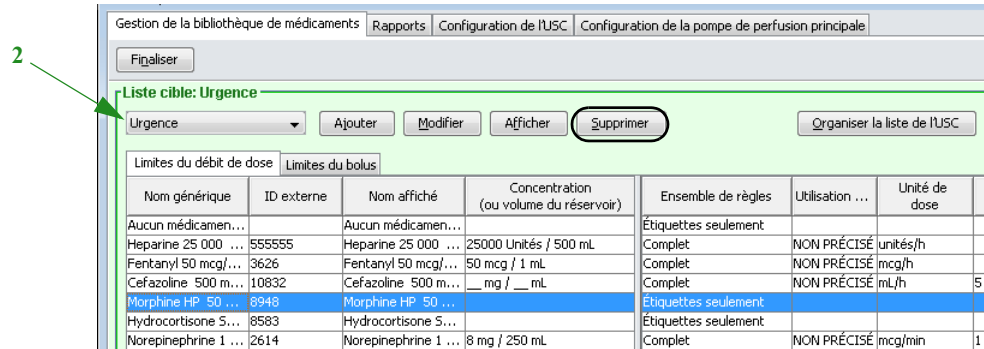 Gestion de la bibliothèque de médicaments Rapports Configuration de l'USC Configuration de la pompe de perfusion principale
2
Finaliser
Liste cible: Urgence
Urgence Ajouter Modifier Afficher Supprimer Organiser la liste de l'USC
Limites du débit de dose Limites du bolus
Nom générique ID externe Nom affiché Concentration (ou volume du réservoir) Ensemble de règles Utilisation ... Unité de dose
Aucun médicamen... Aucun médicamen... Étiquettes seulement
Heparine 25 000 ... 555555 Heparine 25 000 ... 25000 Unités / 500 mL Complet NON PRÉCISÉ unités/h
Fentanyl 50 mcg/... 3626 Fentanyl 50 mcg/... 50 mcg / 1 mL Complet NON PRÉCISÉ mcg/h
Cefazoline 500 m... 10832 Cefazoline 500 m... __ mg / __ mL Complet NON PRÉCISÉ mL/h 5
Morphine HP 50 ... 8948 Morphine HP 50 ... Étiquettes seulement
Hydrocortisone S... 8583 Hydrocortisone S... Étiquettes seulement
Norepinephrine 1 ... 2614 Norepinephrine 1 ... 8 mg / 250 mL Complet NON PRÉCISÉ mcg/min 1